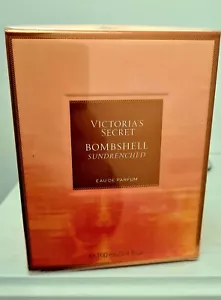 VICTORIA'S
SECRET
BOMBSHELL
SUNDRENCHED
EAU DE PARFUM